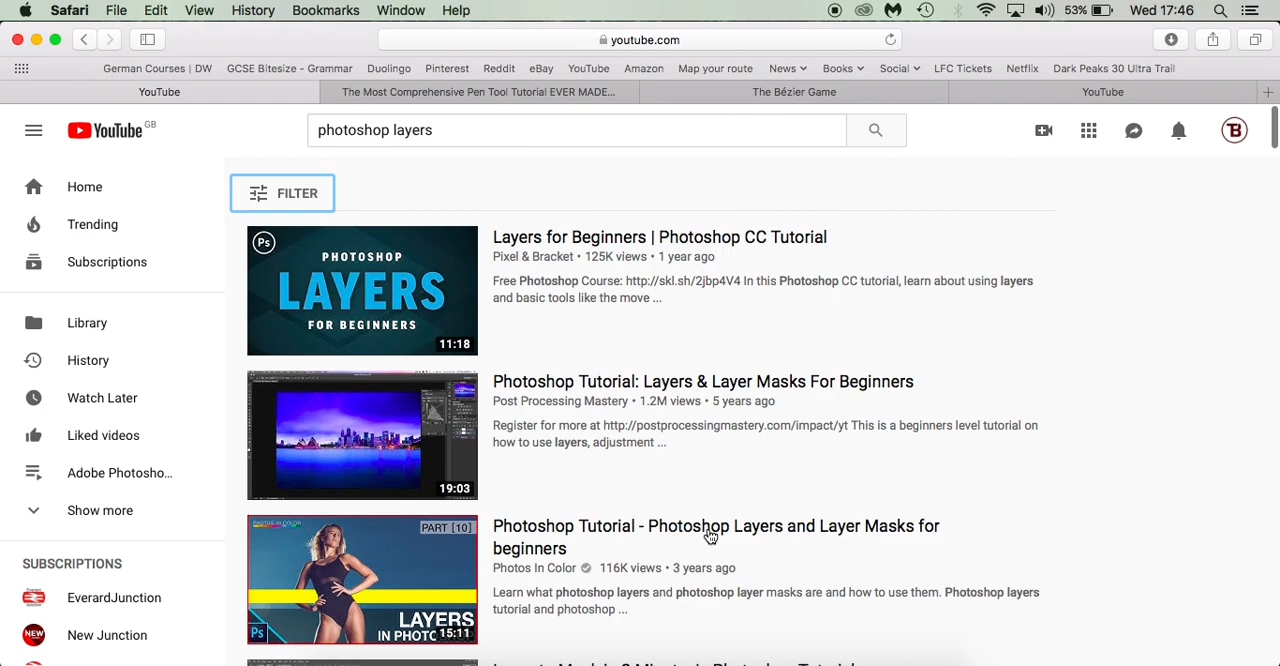 Safari File Edit View History Bookmarks Window Help 53% Wed 17:46
youtube.com
German Courses | DW GCSE Bitesize - Grammar Duolingo Pinterest Reddit eBay YouTube Amazon Map your route News Books Social LFC Tickets Netflix Dark Peaks 30 Ultra Trail
YouTube The Most Comprehensive Pen Tool Tutorial EVER MADE... The Bézier Game YouTube
YouTube GB photoshop layers
FILTER
Home
Trending
Subscriptions
Library
History
Watch Later
Liked videos
Adobe Photosho...
Show more
SUBSCRIPTIONS
EverardJunction
NEW New Junction
Ps
PHOTOSHOP
LAYERS
FOR BEGINNERS
11:18
Layers for Beginners | Photoshop CC Tutorial
Pixel & Bracket • 125K views • 1 year ago
Free Photoshop Course: http://skl.sh/2jbp4V4 In this Photoshop CC tutorial, learn about using layers
and basic tools like the move ...
19:03
Photoshop Tutorial: Layers & Layer Masks For Beginners
Post Processing Mastery • 1.2M views • 5 years ago
Register for more at http://postprocessingmastery.com/impact/yt This is a beginners level tutorial on
how to use layers, adjustment ...
PHOTOS IN COLOR PART [10]
LAYERS
Ps IN PHOTO 15:11
Photoshop Tutorial - Photoshop Layers and Layer Masks for
beginners
Photos In Color 116K views • 3 years ago
Learn what photoshop layers and photoshop layer masks are and how to use them. Photoshop layers
tutorial and photoshop ...